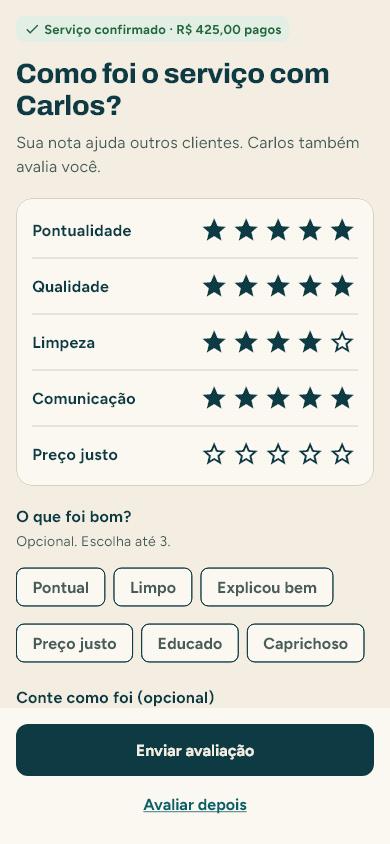 Serviço confirmado · R$ 425,00 pagos
Como foi o serviço com
Carlos?
Sua nota ajuda outros clientes. Carlos também
avalia você.
Pontualidade
Qualidade
Limpeza
Comunicação
Preço justo
O que foi bom?
Opcional. Escolha até 3.
Pontual
Limpo
Explicou bem
Preço justo
Educado
Caprichoso
Conte como foi (opcional)
Enviar avaliação
Avaliar depois